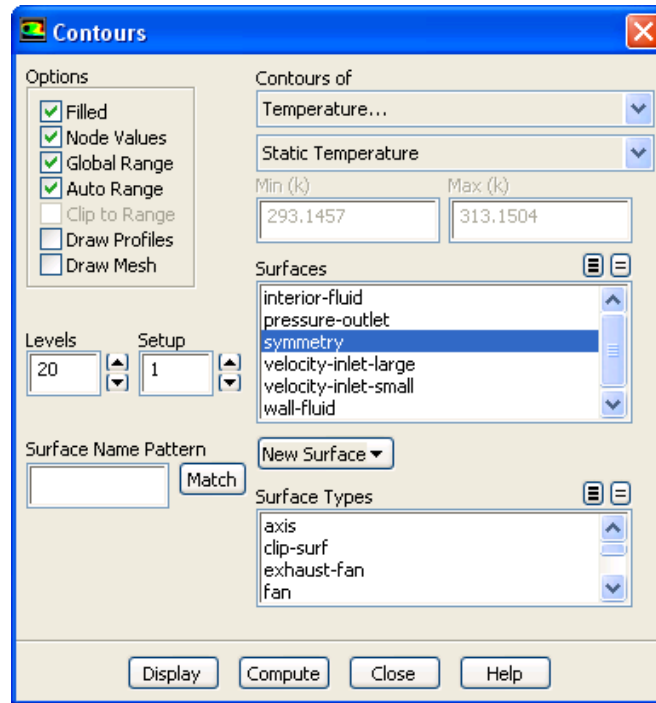 Contours
Options
Filled
Node Values
Global Range
Auto Range
Clip to Range
Draw Profiles
Draw Mesh
Levels
Setup
20
1
Surface Name Pattern
Match
Contours of
Temperature...
Static Temperature
Min (k)
Max (k)
293.1457
313.1504
Surfaces
interior-fluid
pressure-outlet
symmetry
velocity-inlet-large
velocity-inlet-small
wall-fluid
New Surface
Surface Types
axis
clip-surf
exhaust-fan
fan
Display
Compute
Close
Help